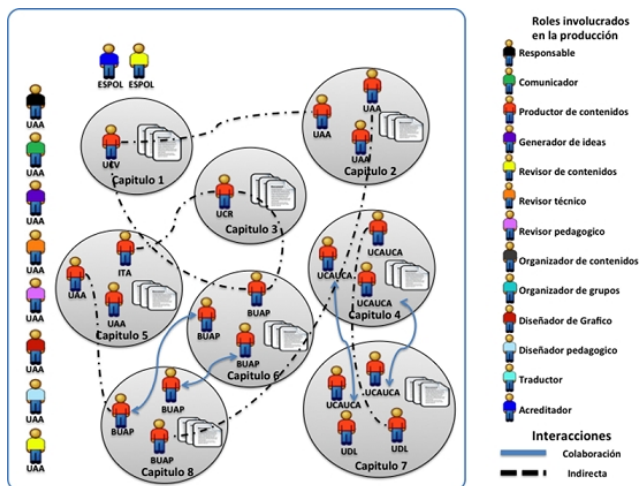 ESPOL
ESPOL
UAA
UAA
UAA
UAA
UAA
UAA
UAA
UAA
UCV
Capitulo 1
UAA
UAA
UAA
Capitulo 2
UCR
Capitulo 3
UCAUCA
UCAUCA
UCAUCA
Capitulo 4
ITA
UAA
UAA
Capitulo 5
BUAP
BUAP
BUAP
Capitulo 6
UCAUCA
UCAUCA
UDL
UDL
Capitulo 7
BUAP
BUAP
BUAP
Capitulo 8
Roles involucrados
en la producción
Responsable
Comunicador
Productor de contenidos
Generador de ideas
Revisor de contenidos
Revisor técnico
Revisor pedagogico
Organizador de contenidos
Organizador de grupos
Diseñador de Grafico
Diseñador pedagogico
Traductor
Acreditador
Interacciones
Colaboración
Indirecta